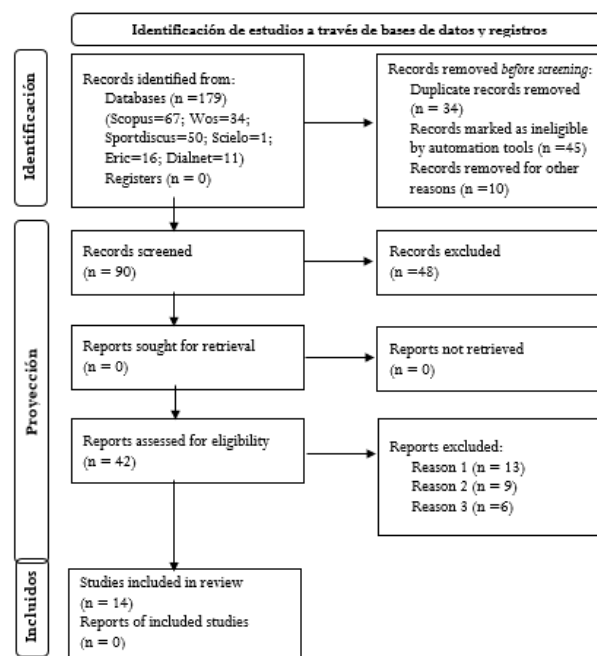 Identificación de estudios a través de bases de datos y registros
Identificación
Records identified from:
Databases (n =179)
(Scopus=67; Wos=34;
Sportdiscus=50; Scielo=1;
Eric=16; Dialnet=11)
Registers (n = 0)
Records removed before screening:
Duplicate records removed
(n = 34)
Records marked as ineligible
by automation tools (n =45)
Records removed for other
reasons (n =10)
Proyección
Records screened
(n = 90)
Records excluded
(n =48)
Reports sought for retrieval
(n = 0)
Reports not retrieved
(n = 0)
Reports assessed for eligibility
(n = 42)
Reports excluded:
Reason 1 (n = 13)
Reason 2 (n = 9)
Reason 3 (n =6)
Incluidos
Studies included in review
(n = 14)
Reports of included studies
(n = 0)